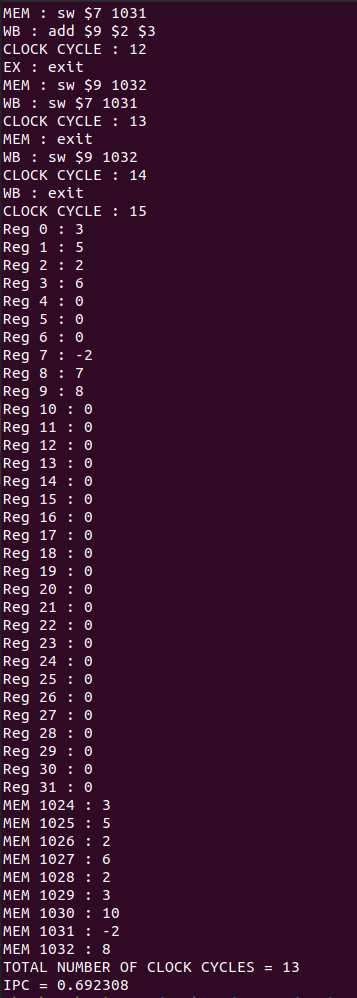 MEM : sw $7 1031
WB : add $9 $2 $3
CLOCK CYCLE : 12
EX : exit
MEM : sw $9 1032
WB : sw $7 1031
CLOCK CYCLE : 13
MEM : exit
WB : sw $9 1032
CLOCK CYCLE : 14
WB : exit
CLOCK CYCLE : 15
Reg 0 : 3
Reg 1 : 5
Reg 2 : 2
Reg 3 : 6
Reg 4 : 0
Reg 5 : 0
Reg 6 : 0
Reg 7 : -2
Reg 8 : 7
Reg 9 : 8
Reg 10 : 0
Reg 11 : 0
Reg 12 : 0
Reg 13 : 0
Reg 14 : 0
Reg 15 : 0
Reg 16 : 0
Reg 17 : 0
Reg 18 : 0
Reg 19 : 0
Reg 20 : 0
Reg 21 : 0
Reg 22 : 0
Reg 23 : 0
Reg 24 : 0
Reg 25 : 0
Reg 26 : 0
Reg 27 : 0
Reg 28 : 0
Reg 29 : 0
Reg 30 : 0
Reg 31 : 0
MEM 1024 : 3
MEM 1025 : 5
MEM 1026 : 2
MEM 1027 : 6
MEM 1028 : 2
MEM 1029 : 3
MEM 1030 : 10
MEM 1031 : -2
MEM 1032 : 8
TOTAL NUMBER OF CLOCK CYCLES = 13
IPC = 0.692308